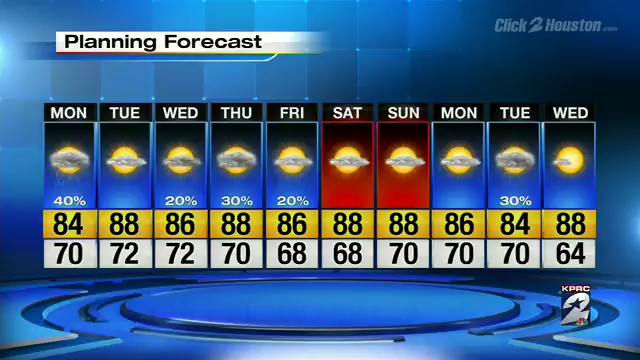 Click2Houston.com
Planning Forecast
MON TUE WED THU FRI SAT SUN MON TUE WED
40% 20% 30% 20% 30%
84 88 86 88 86 88 88 86 84 88
70 72 72 70 68 68 70 70 70 64
KPRC
2